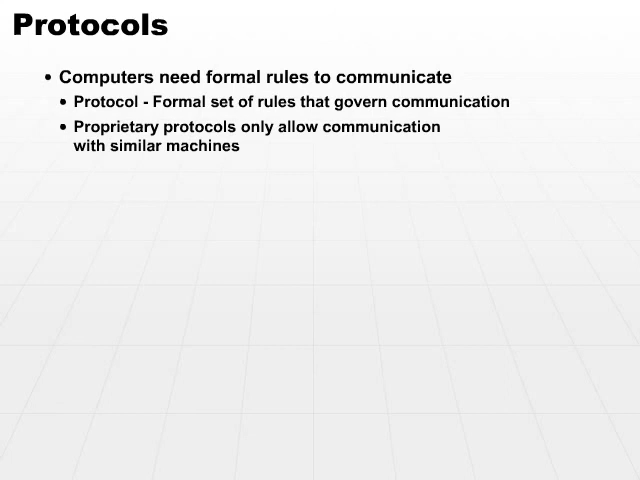 Protocols
• Computers need formal rules to communicate
• Protocol - Formal set of rules that govern communication
• Proprietary protocols only allow communication
with similar machines